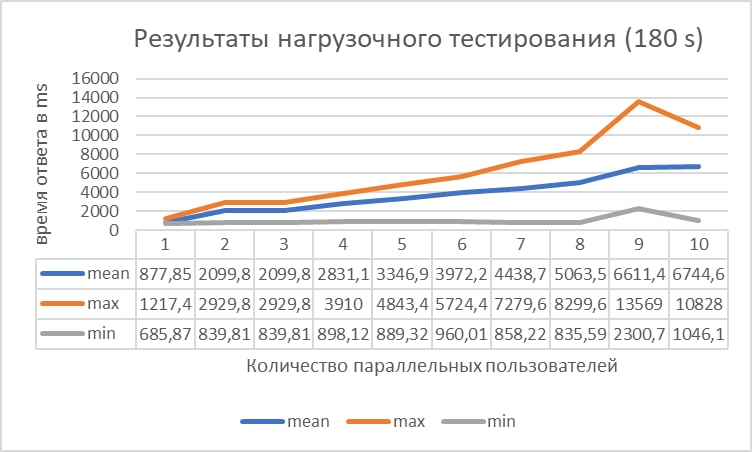 Результаты нагрузочного тестирования (180 s)
время ответа в ms
16000
14000
12000
10000
8000
6000
4000
2000
0
1 2 3 4 5 6 7 8 9 10
mean 877,85 2099,8 2099,8 2831,1 3346,9 3972,2 4438,7 5063,5 6611,4 6744,6
max 1217,4 2929,8 2929,8 3910 4843,4 5724,4 7279,6 8299,6 13569 10828
min 685,87 839,81 839,81 898,12 889,32 960,01 858,22 835,59 2300,7 1046,1
Количество параллельных пользователей
mean max min